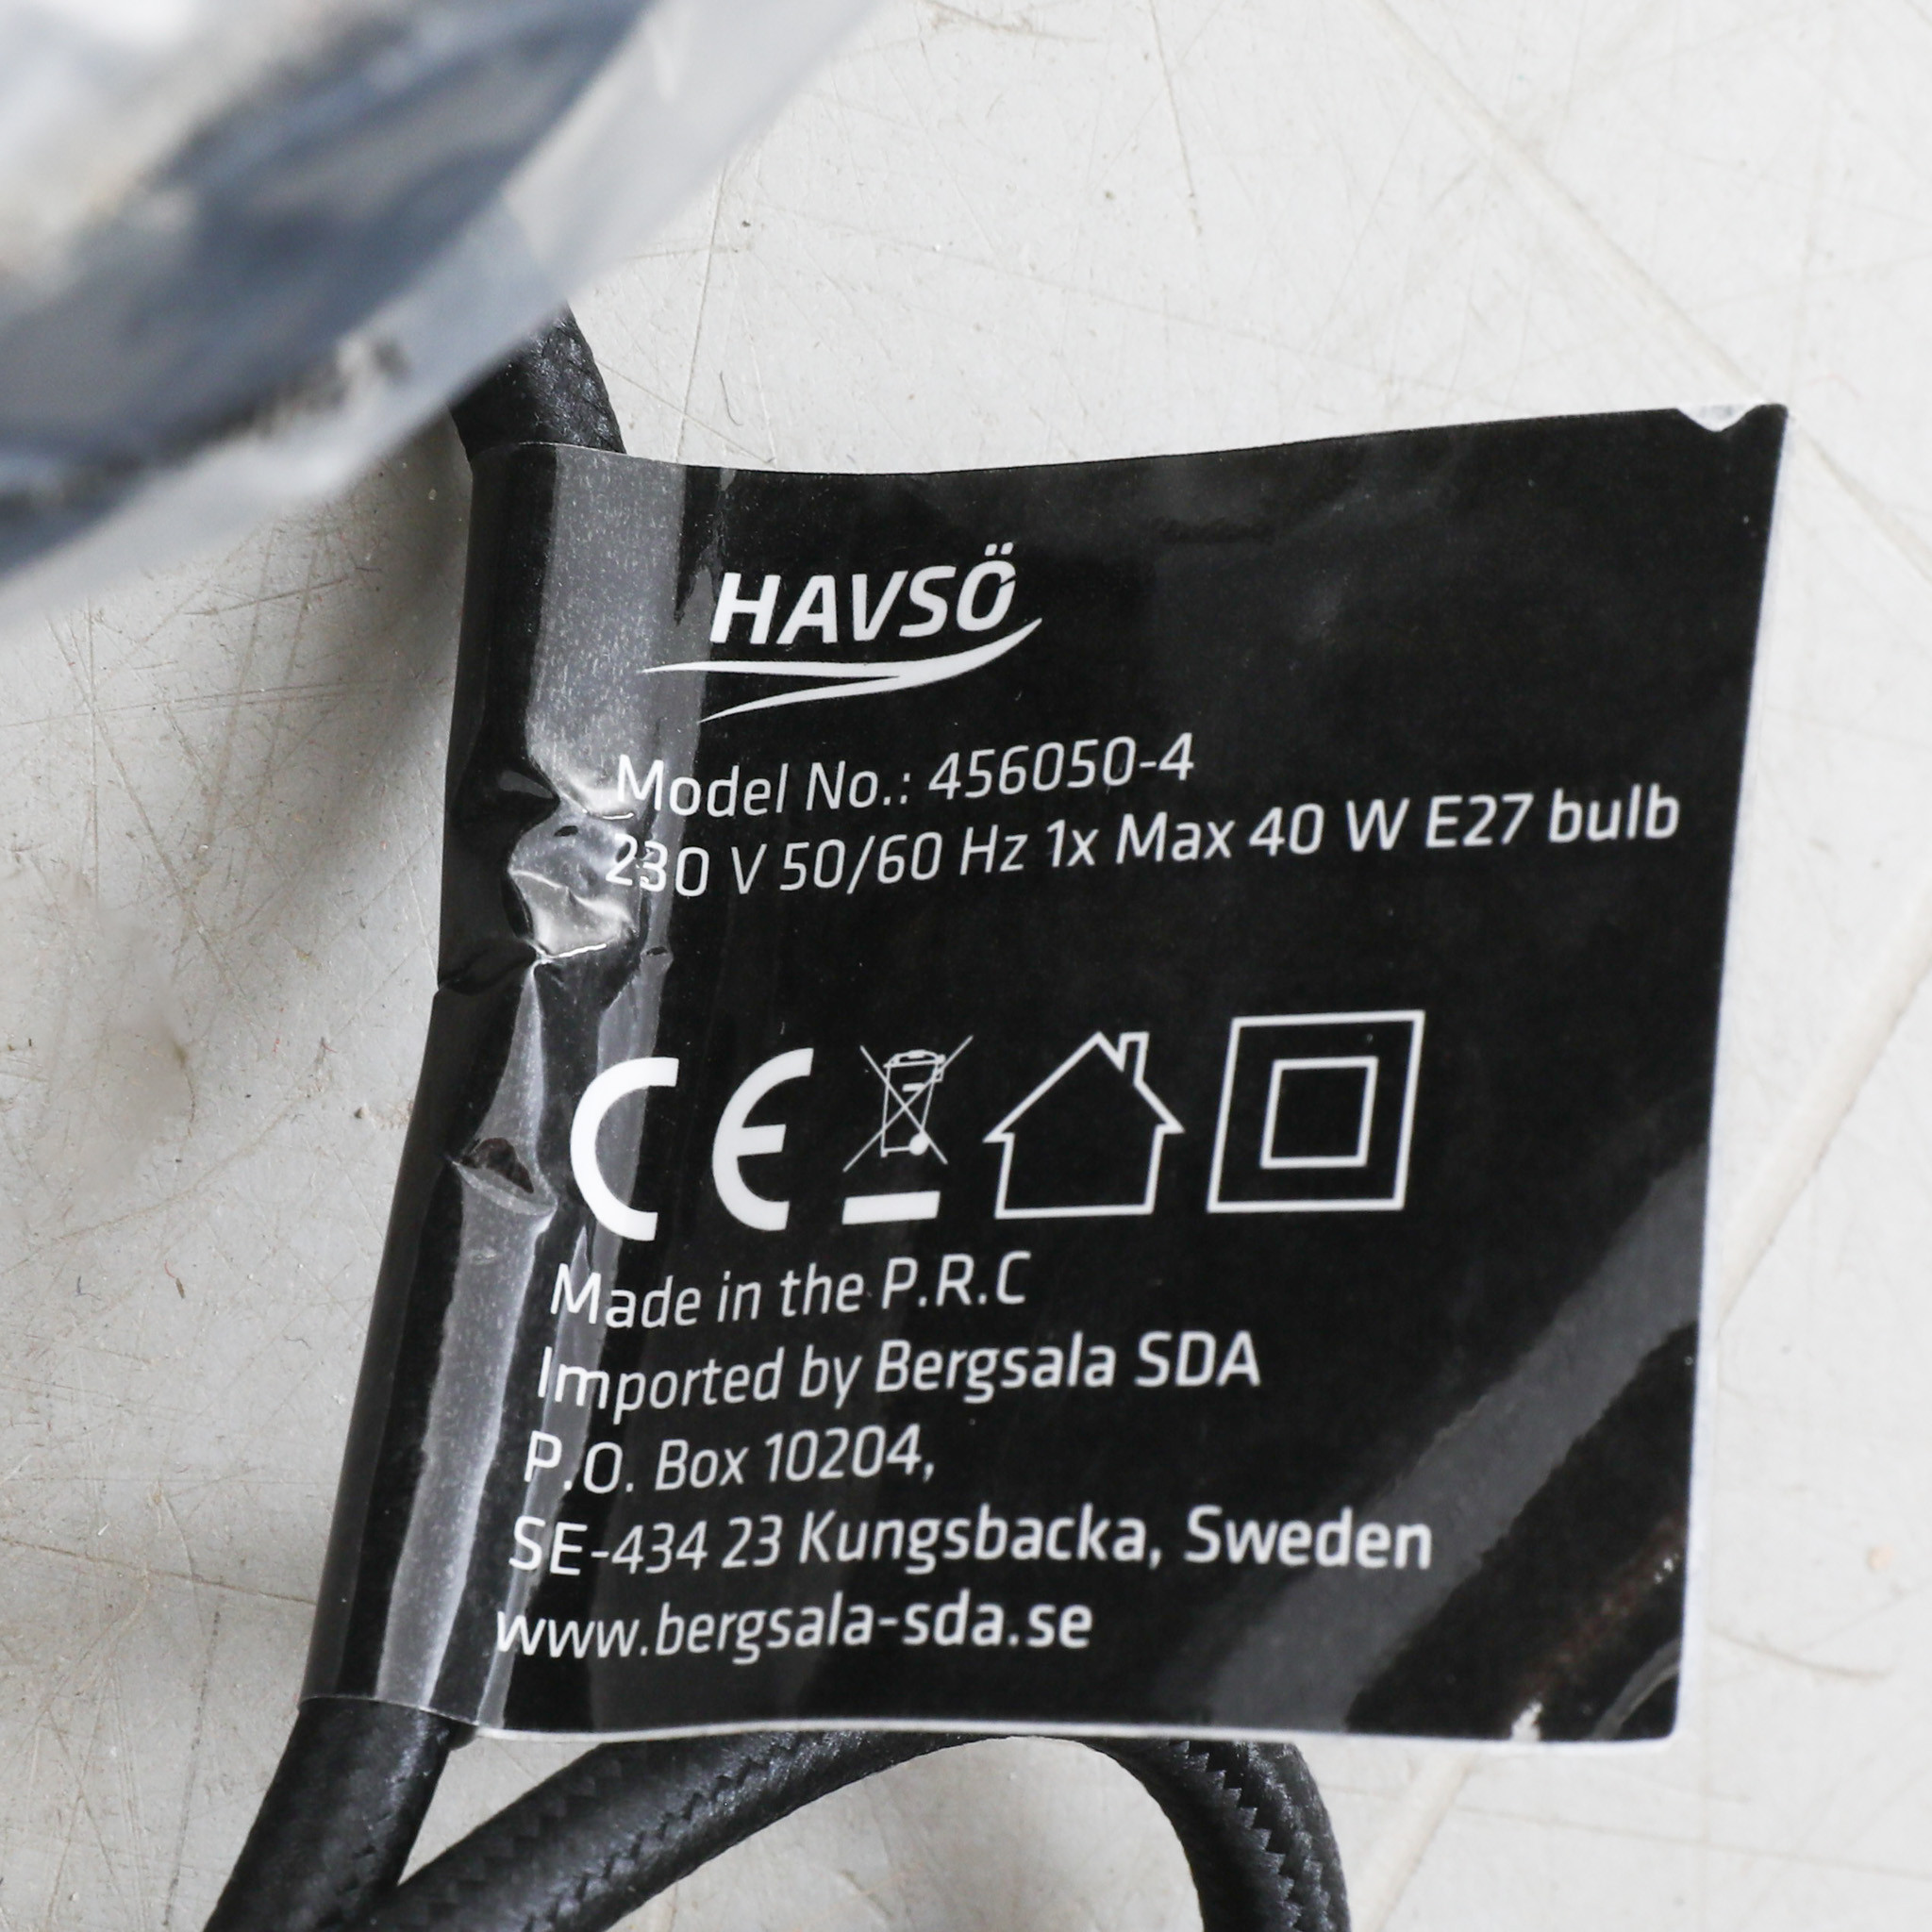 HAVSÖ
Model No.: 456050-4
230 V 50/60 Hz 1x Max 40 W E27 bulb
CE
Made in the P.R.C
Imported by Bergsala SDA
P.O. Box 10204,
SE-434 23 Kungsbacka, Sweden
www.bergsala-sda.se